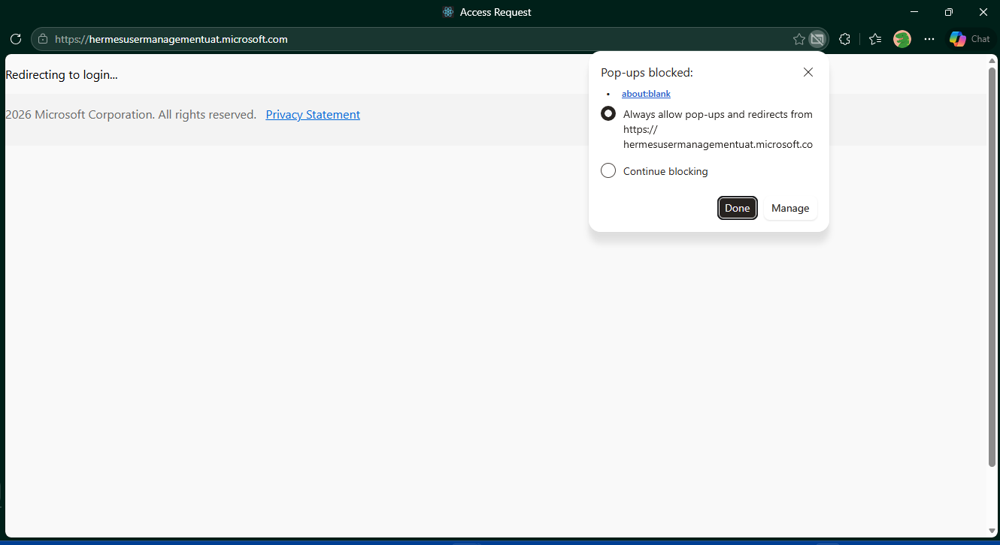 Access Request
https://hermesusermanagementuat.microsoft.com
Chat
Redirecting to login...
2026 Microsoft Corporation. All rights reserved. Privacy Statement
Pop-ups blocked:
• about:blank
Always allow pop-ups and redirects from
https://
hermesusermanagementuat.microsoft.co
Continue blocking
Done Manage